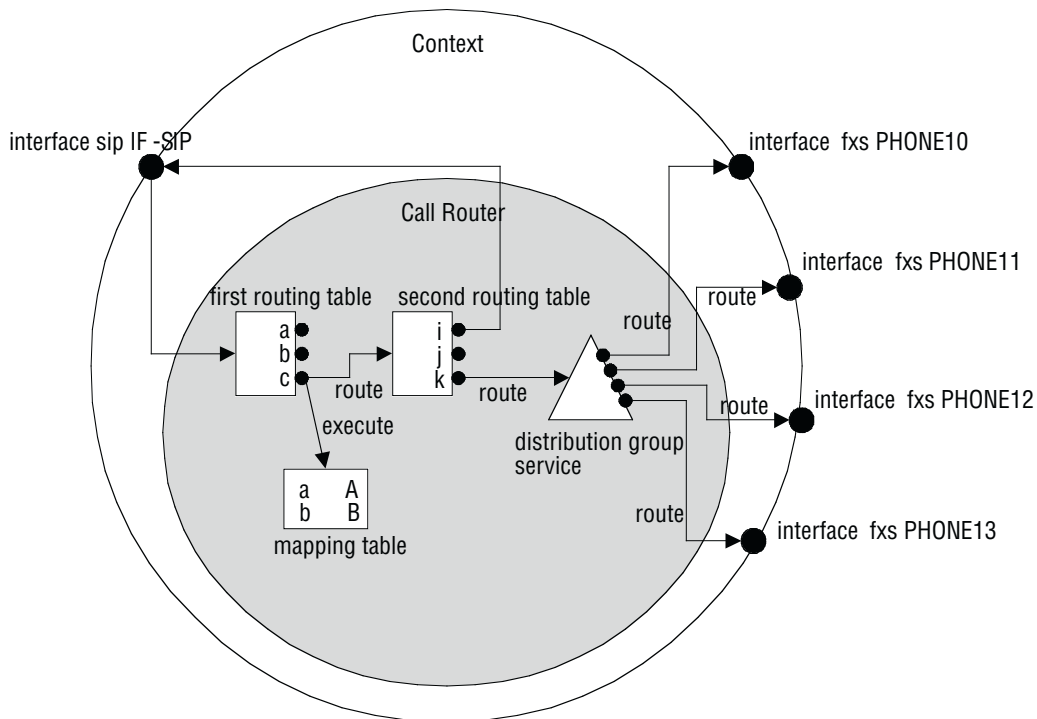 Context
interface sip IF -SIP
interface fxs PHONE10
Call Router
interface fxs PHONE11
route
first routing table
second routing table
a
b
c
i
j
k
route
route
route
execute
route
interface fxs PHONE12
distribution group
service
a A
b B
mapping table
route
interface fxs PHONE13